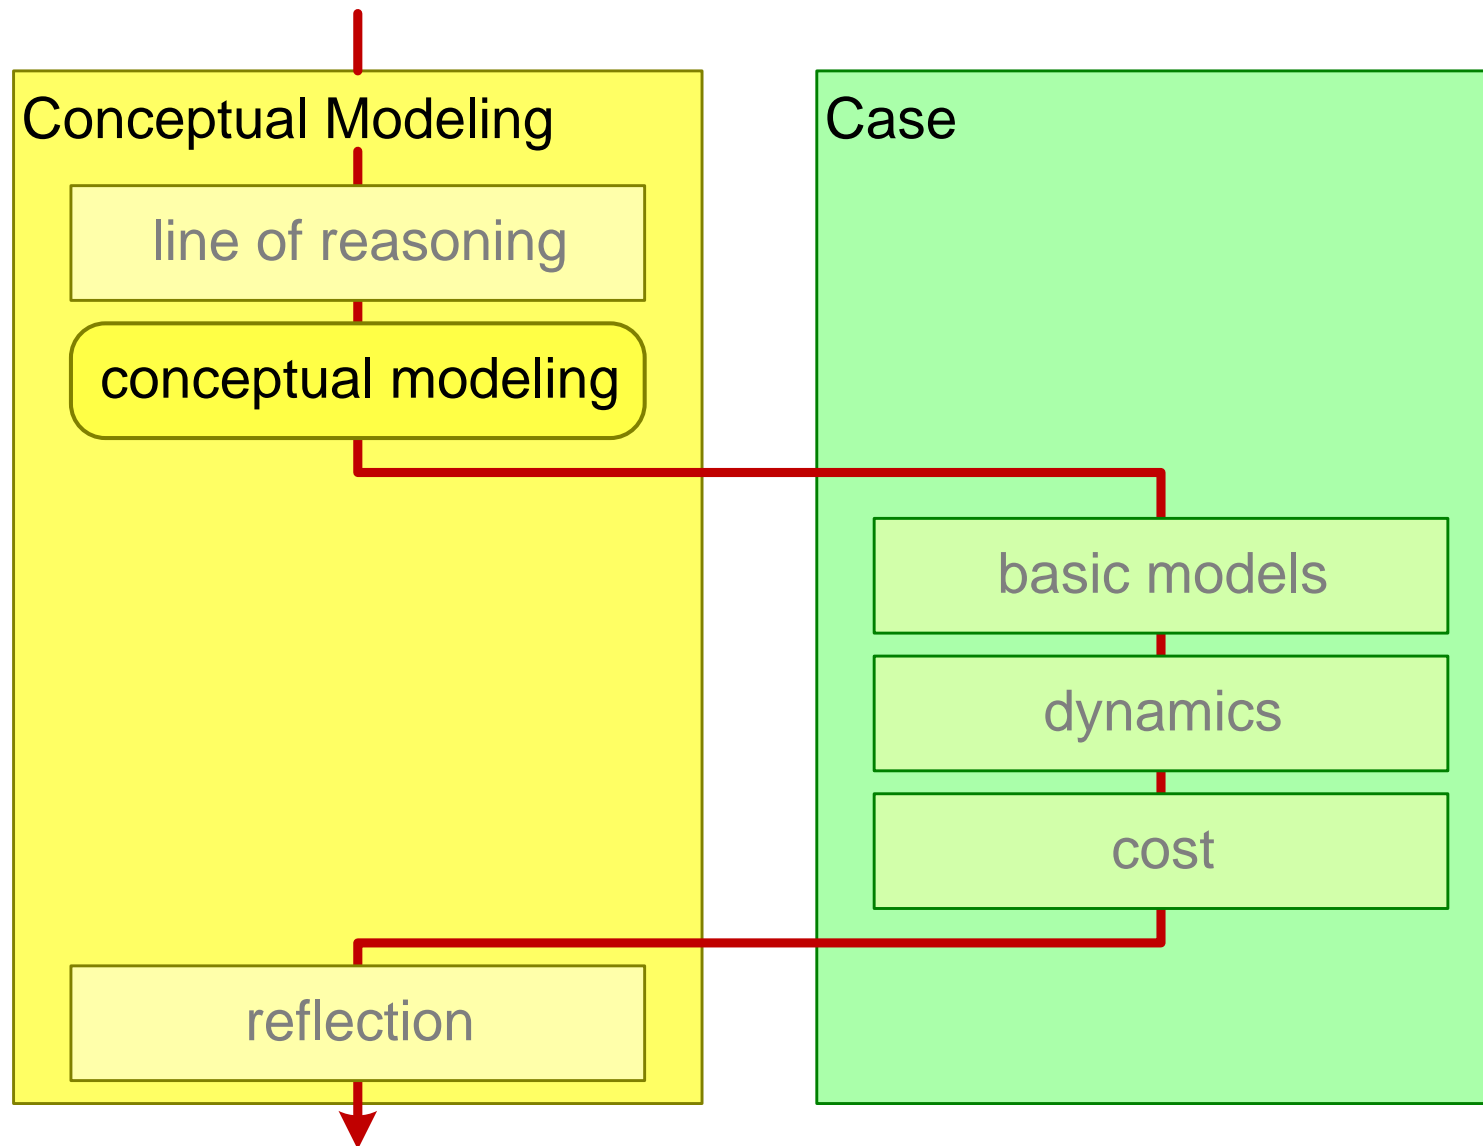 Conceptual Modeling
line of reasoning
conceptual modeling
Case
basic models
dynamics
cost
reflection